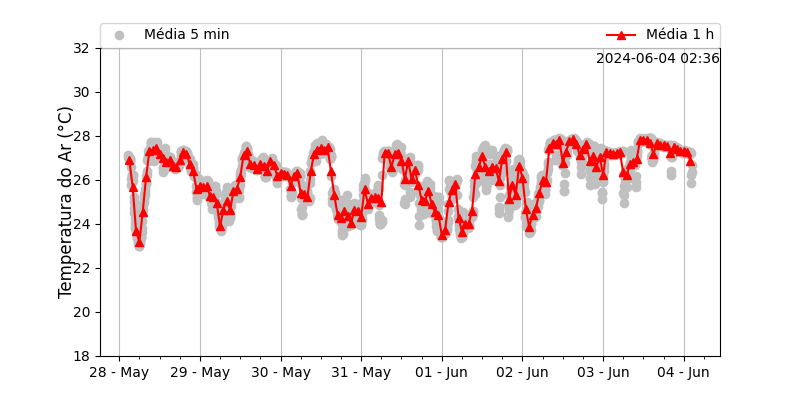 Média 5 min
Média 1 h
2024-06-04 02:36
Temperatura do Ar (°C)
32
30
28
26
24
22
20
18
28 - May
29 - May
30 - May
31 - May
01 - Jun
02 - Jun
03 - Jun
04 - Jun